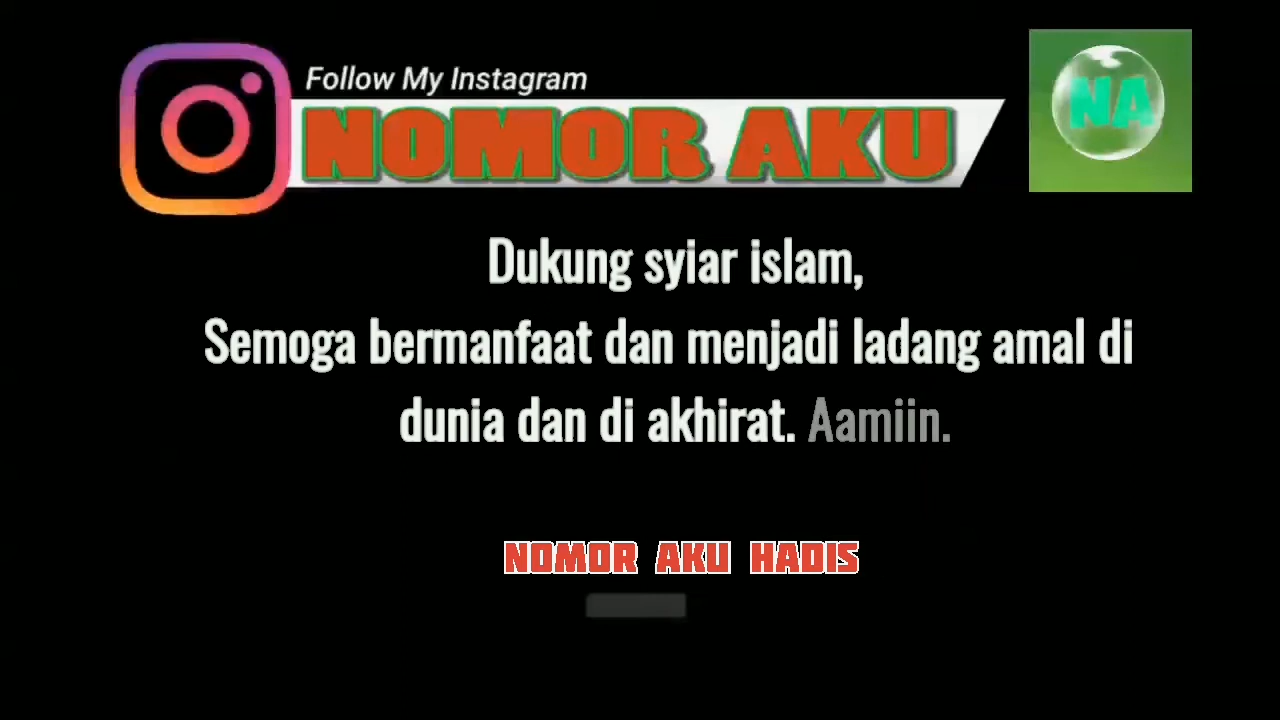 Follow My Instagram
NOMOR AKU
NA
Dukung syiar islam,
Semoga bermanfaat dan menjadi ladang amal di
dunia dan di akhirat. Aamiin.
NOMOR AKU HADIS